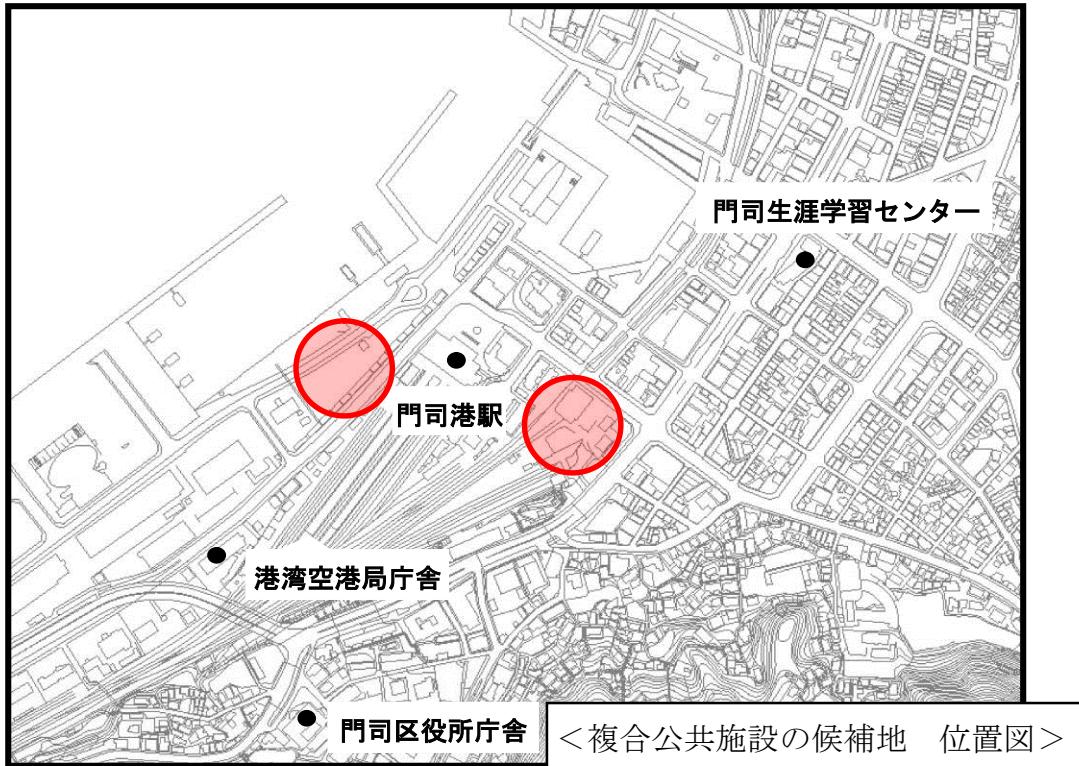 門司生涯学習センター
門司港駅
港湾空港局庁舎
門司区役所庁舎
＜複合公共施設の候補地　位置図＞